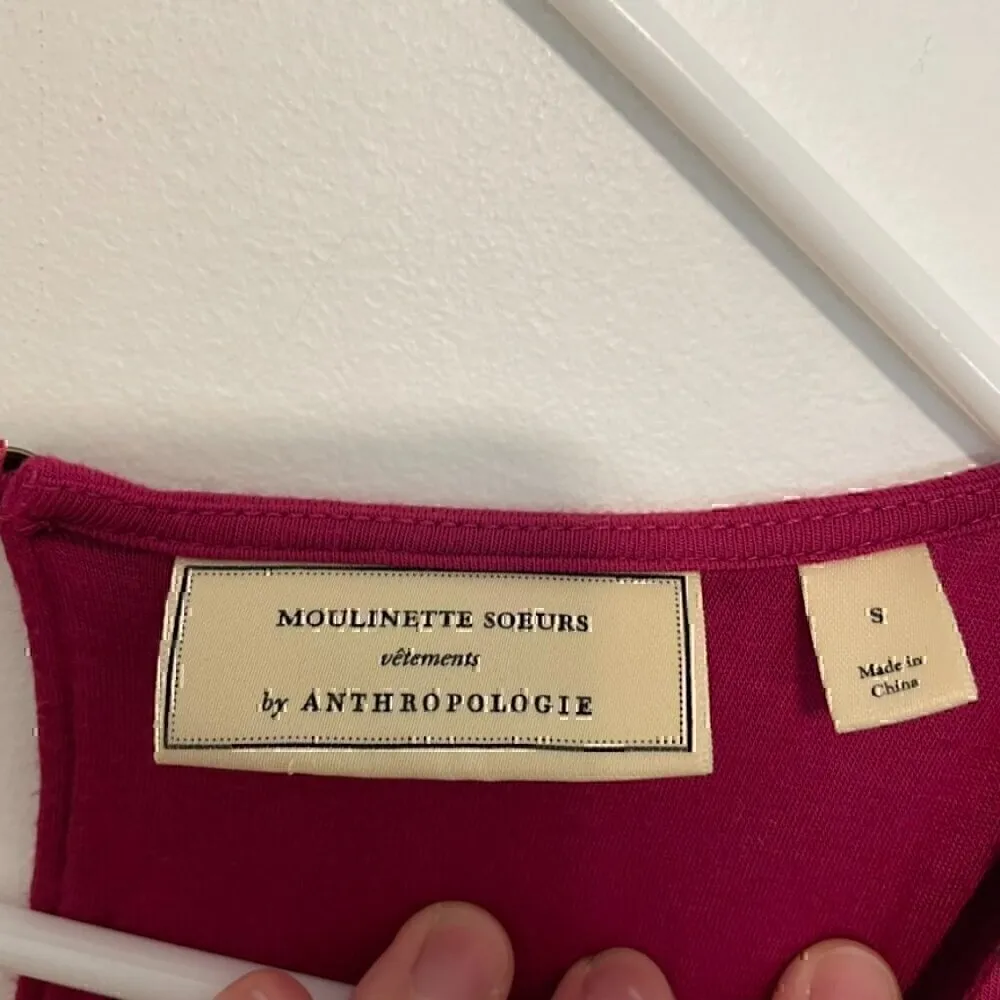 MOULINETTE SOEURS
vêtements
by ANTHROPOLOGIE
S
Made in
China